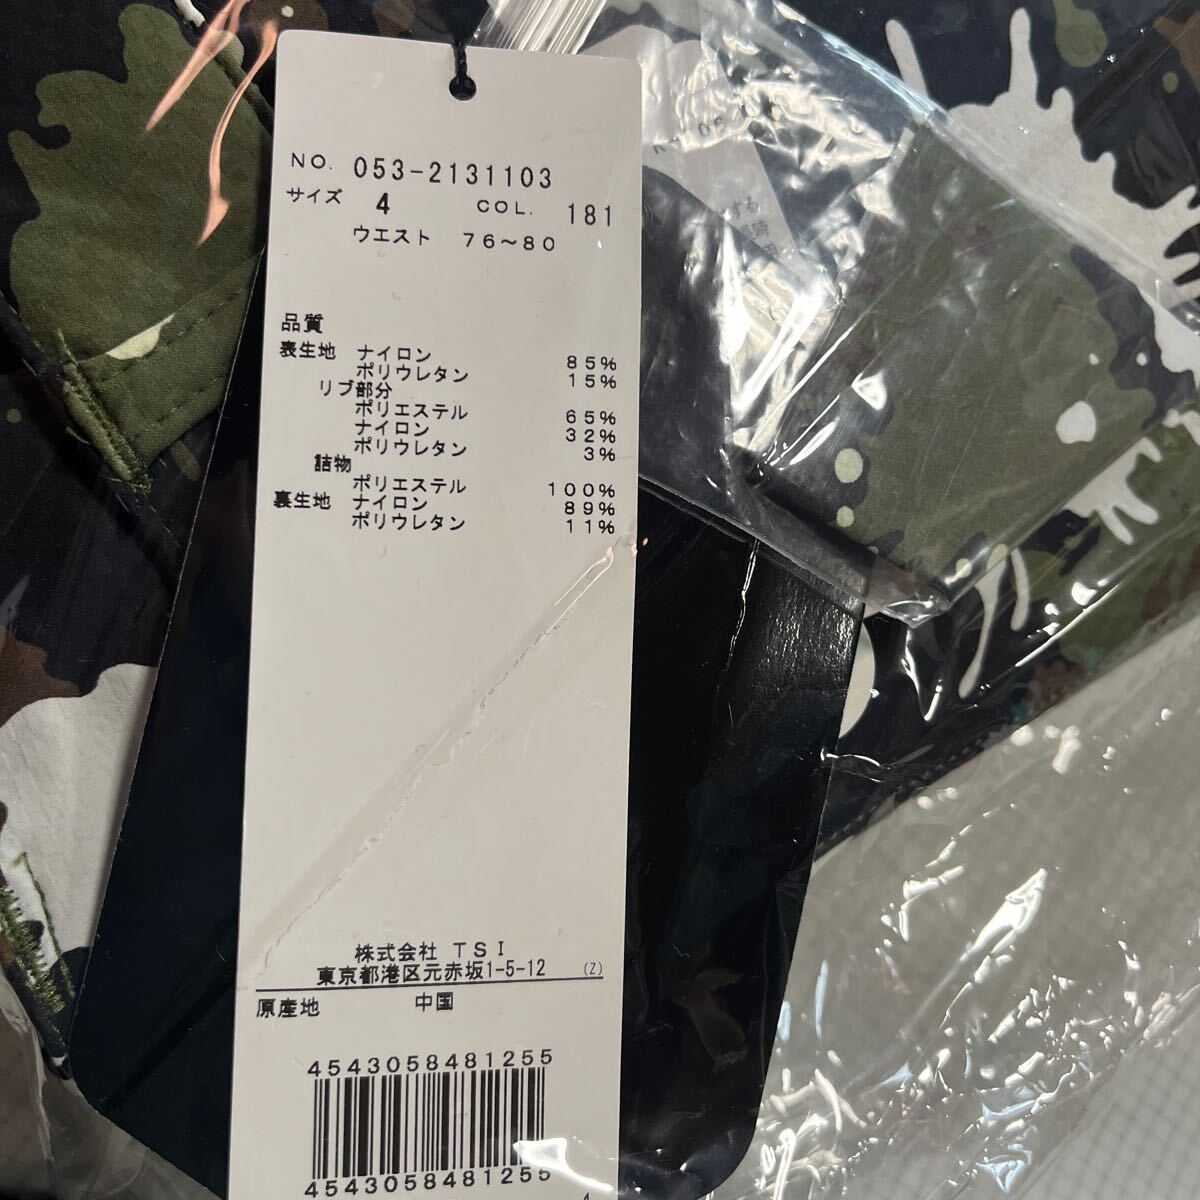 NO. 053-2131103
サイズ 4 COL. 181
ウエスト 76〜80
品質
表生地 ナイロン 85%
ポリウレタン 15%
リブ部分
ポリエステル 65%
ナイロン 32%
ポリウレタン 3%
詰物
ポリエステル 100%
裏生地 ナイロン 89%
ポリウレタン 11%
株式会社 TSI
東京都港区元赤坂1-5-12 (Z)
原産地 中国
4543058481255
4543058481255